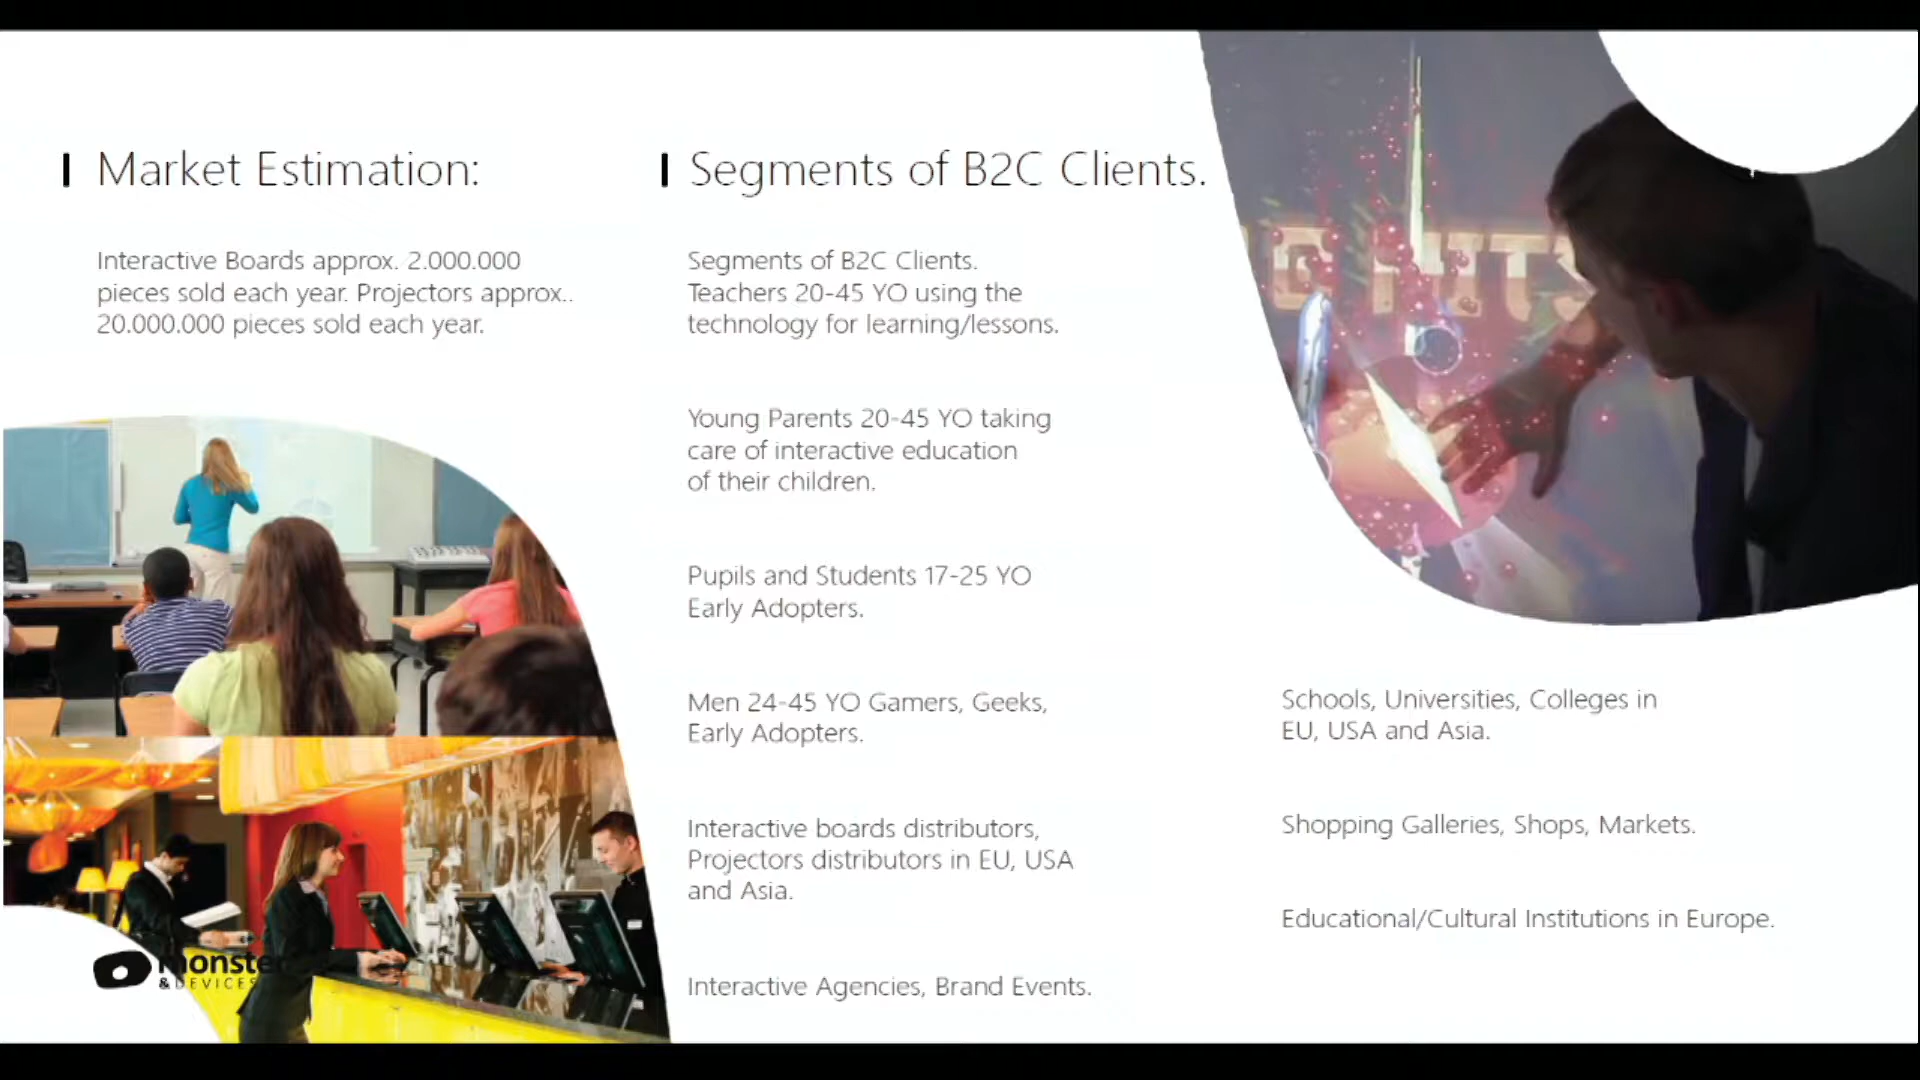 Market Estimation:
Interactive Boards approx. 2.000.000
pieces sold each year. Projectors approx..
20.000.000 pieces sold each year.
Segments of B2C Clients.
Segments of B2C Clients.
Teachers 20-45 YO using the
technology for learning/lessons.
Young Parents 20-45 YO taking
care of interactive education
of their children.
Pupils and Students 17-25 YO
Early Adopters.
Men 24-45 YO Gamers, Geeks,
Early Adopters.
Interactive boards distributors,
Projectors distributors in EU, USA
and Asia.
Interactive Agencies, Brand Events.
Schools, Universities, Colleges in
EU, USA and Asia.
Shopping Galleries, Shops, Markets.
Educational/Cultural Institutions in Europe.
monster
&DEVICES